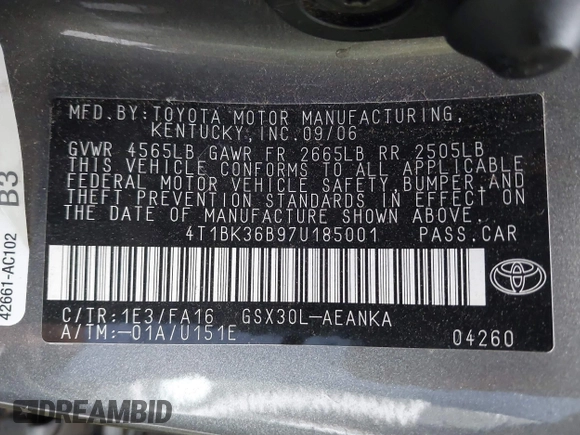 MFD.BY:TOYOTA MOTOR MANUFACTURING,
KENTUCKY,INC.09/06
GVWR 4565LB GAWR FR 2665LB RR 2505LB
THIS VEHICLE CONFORMS TO ALL APPLICABLE
FEDERAL MOTOR VEHICLE SAFETY,BUMPER,AND
THEFT PREVENTION STANDARDS IN EFFECT ON
THE DATE OF MANUFACTURE SHOWN ABOVE.
4T1BK36B97U185001 PASS.CAR
C/TR:1E3/FA16 GSX30L-AEANKA
A/TM:-01A/U151E 04260
42661-AC102
B3
DREAMBID